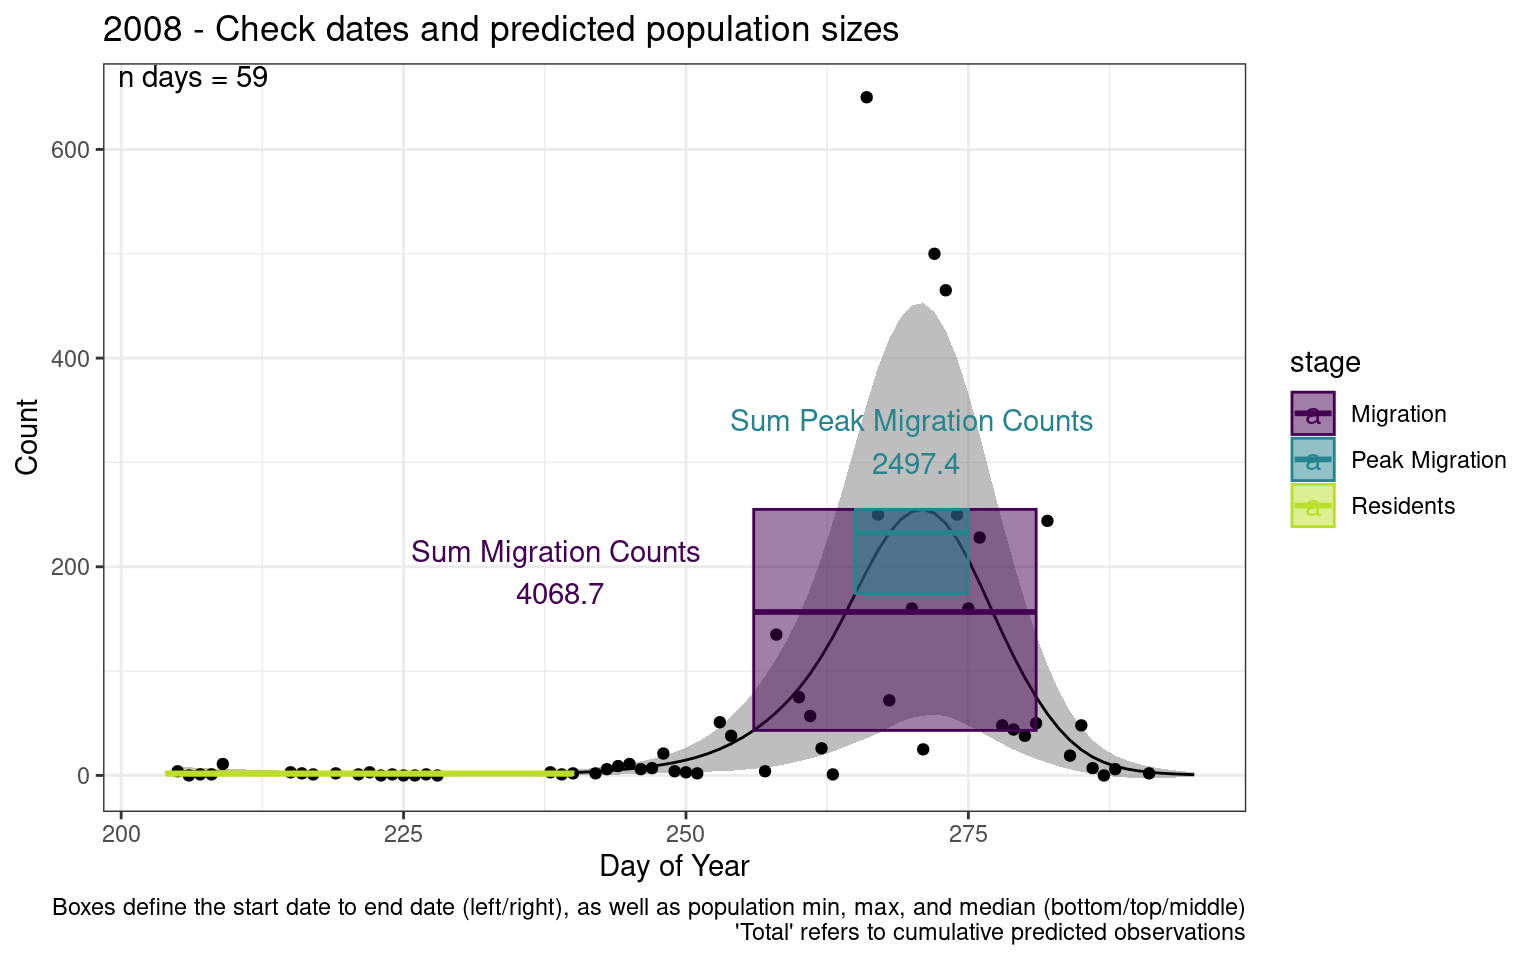 2008 - Check dates and predicted population sizes
n days = 59
600
400
200
0
Count
Sum Peak Migration Counts
2497.4
Sum Migration Counts
4068.7
200
225
250
275
Day of Year
stage
a Migration
a Peak Migration
a Residents
Boxes define the start date to end date (left/right), as well as population min, max, and median (bottom/top/middle)
'Total' refers to cumulative predicted observations